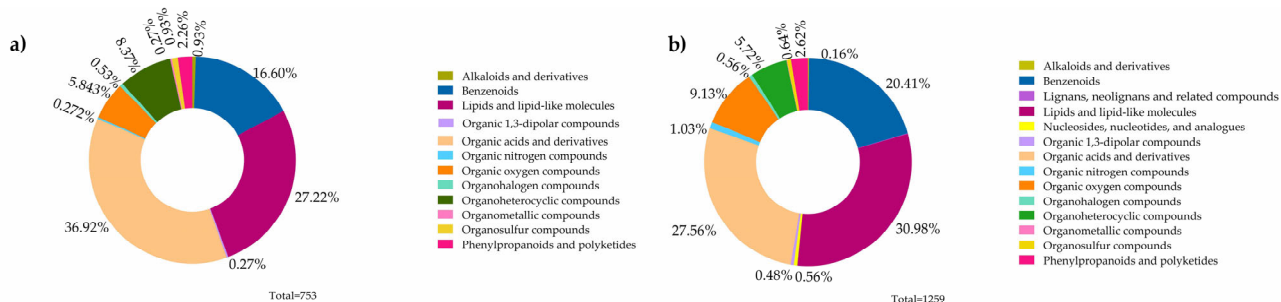 a)
0.27%
0.93%
2.26%
0.93%
8.37%
0.53%
5.843%
0.272%
16.60%
27.22%
36.92%
0.27%
Alkaloids and derivatives
Benzenoids
Lipids and lipid-like molecules
Organic 1,3-dipolar compounds
Organic acids and derivatives
Organic nitrogen compounds
Organic oxygen compounds
Organohalogen compounds
Organoheterocyclic compounds
Organometallic compounds
Organosulfur compounds
Phenylpropanoids and polyketides
Total=753
b)
0.64%
2.62%
0.16%
5.72%
0.56%
9.13%
1.03%
20.41%
30.98%
27.56%
0.48%
0.56%
Alkaloids and derivatives
Benzenoids
Lignans, neolignans and related compounds
Lipids and lipid-like molecules
Nucleosides, nucleotides, and analogues
Organic 1,3-dipolar compounds
Organic acids and derivatives
Organic nitrogen compounds
Organic oxygen compounds
Organohalogen compounds
Organoheterocyclic compounds
Organometallic compounds
Organosulfur compounds
Phenylpropanoids and polyketides
Total=1259